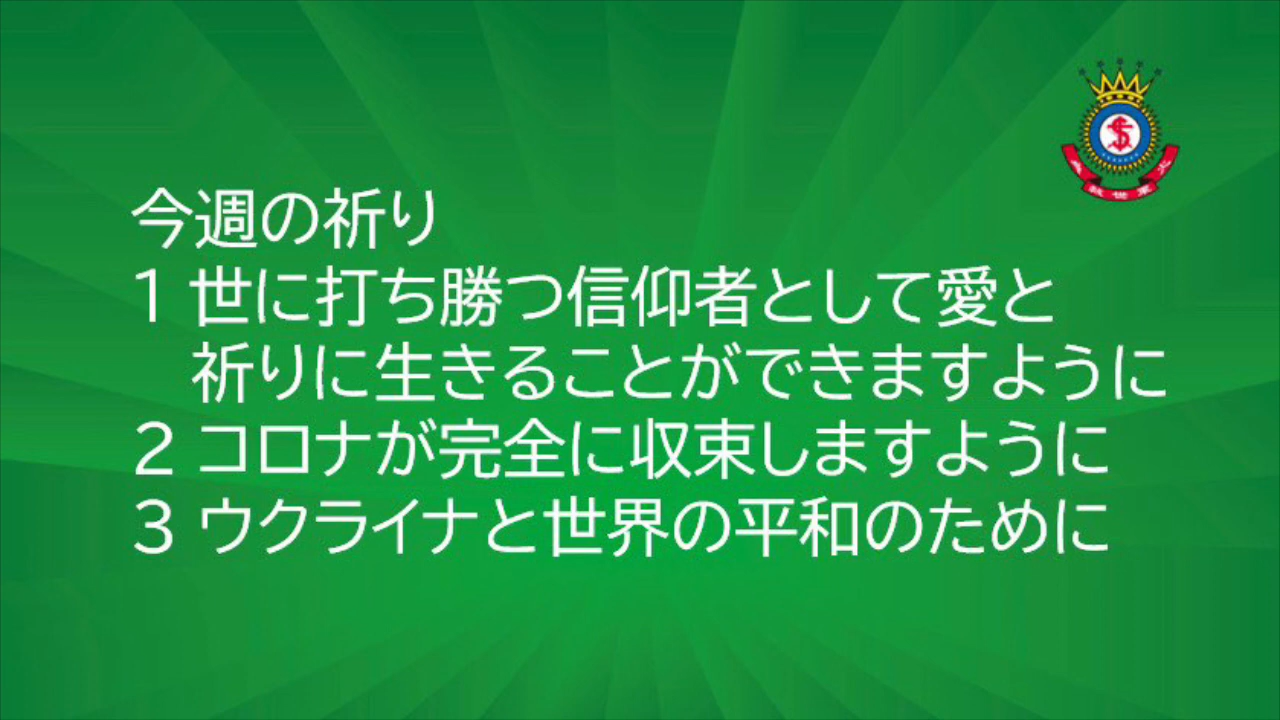 今週の祈り
1 世に打ち勝つ信仰者として愛と
祈りに生きることができますように
2 コロナが完全に収束しますように
3 ウクライナと世界の平和のために